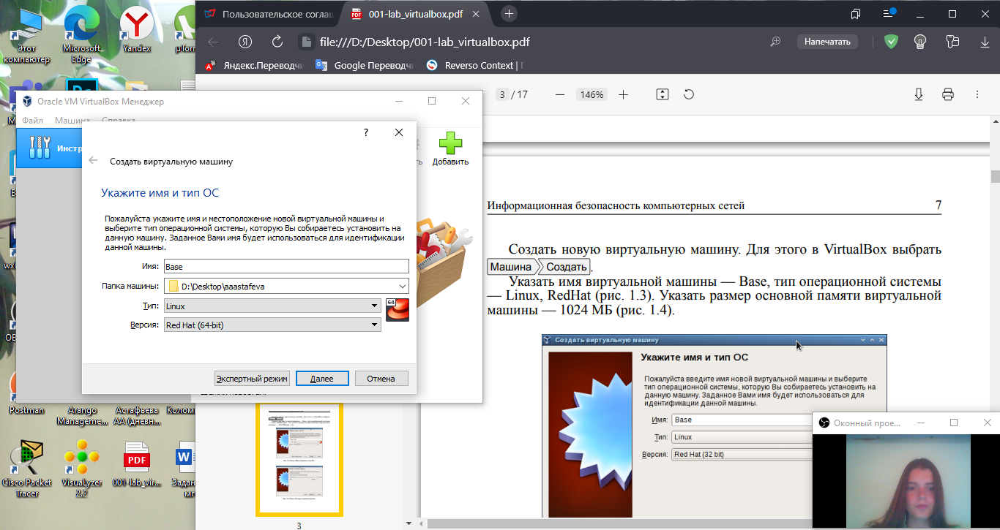 Пользовательское соглаш
001-lab_virtualbox.pdf
file:///D:/Desktop/001-lab_virtualbox.pdf
Напечатать
Яндекс.Переводчи
Google Переводчи
Reverso Context | Г
3 / 17
146%
Этот
компьютер
Microsoft
Edge
Yandex
µTorr
Oracle VM VirtualBox Менеджер
Файл Машина Справка
Инстр
Добавить
?
Создать виртуальную машину
Укажите имя и тип ОС
Пожалуйста укажите имя и местоположение новой виртуальной машины и
выберите тип операционной системы, которую Вы собираетесь установить на
данную машину. Заданное Вами имя будет использоваться для идентификации
данной машины.
Имя: Base
Папка машины: D:\Desktop\aaastafeva
Тип: Linux
64
Версия: Red Hat (64-bit)
Экспертный режим
Далее
Отмена
Информационная безопасность компьютерных сетей 7
Создать новую виртуальную машину. Для этого в VirtualBox выбрать
Машина Создать.
Указать имя виртуальной машины — Base, тип операционной системы
— Linux, RedHat (рис. 1.3). Указать размер основной памяти виртуальной
машины — 1024 МБ (рис. 1.4).
Создать виртуальную машину
Укажите имя и тип ОС
Пожалуйста введите имя новой виртуальной машины и выберите
тип операционной системы, которую Вы собираетесь установить на
данную машину. Заданное Вами имя будет использоваться для
идентификации данной машины.
Имя: Base
Тип: Linux
Версия: Red Hat (32 bit)
Оконный прое...
Postman
Arango
Manageme...
Астафьева
АА (дневн...
Колом
Cisco Packet
Tracer
VisuaLyzer
2.2
PDF
001-lab_vir...
Задан
мг
3